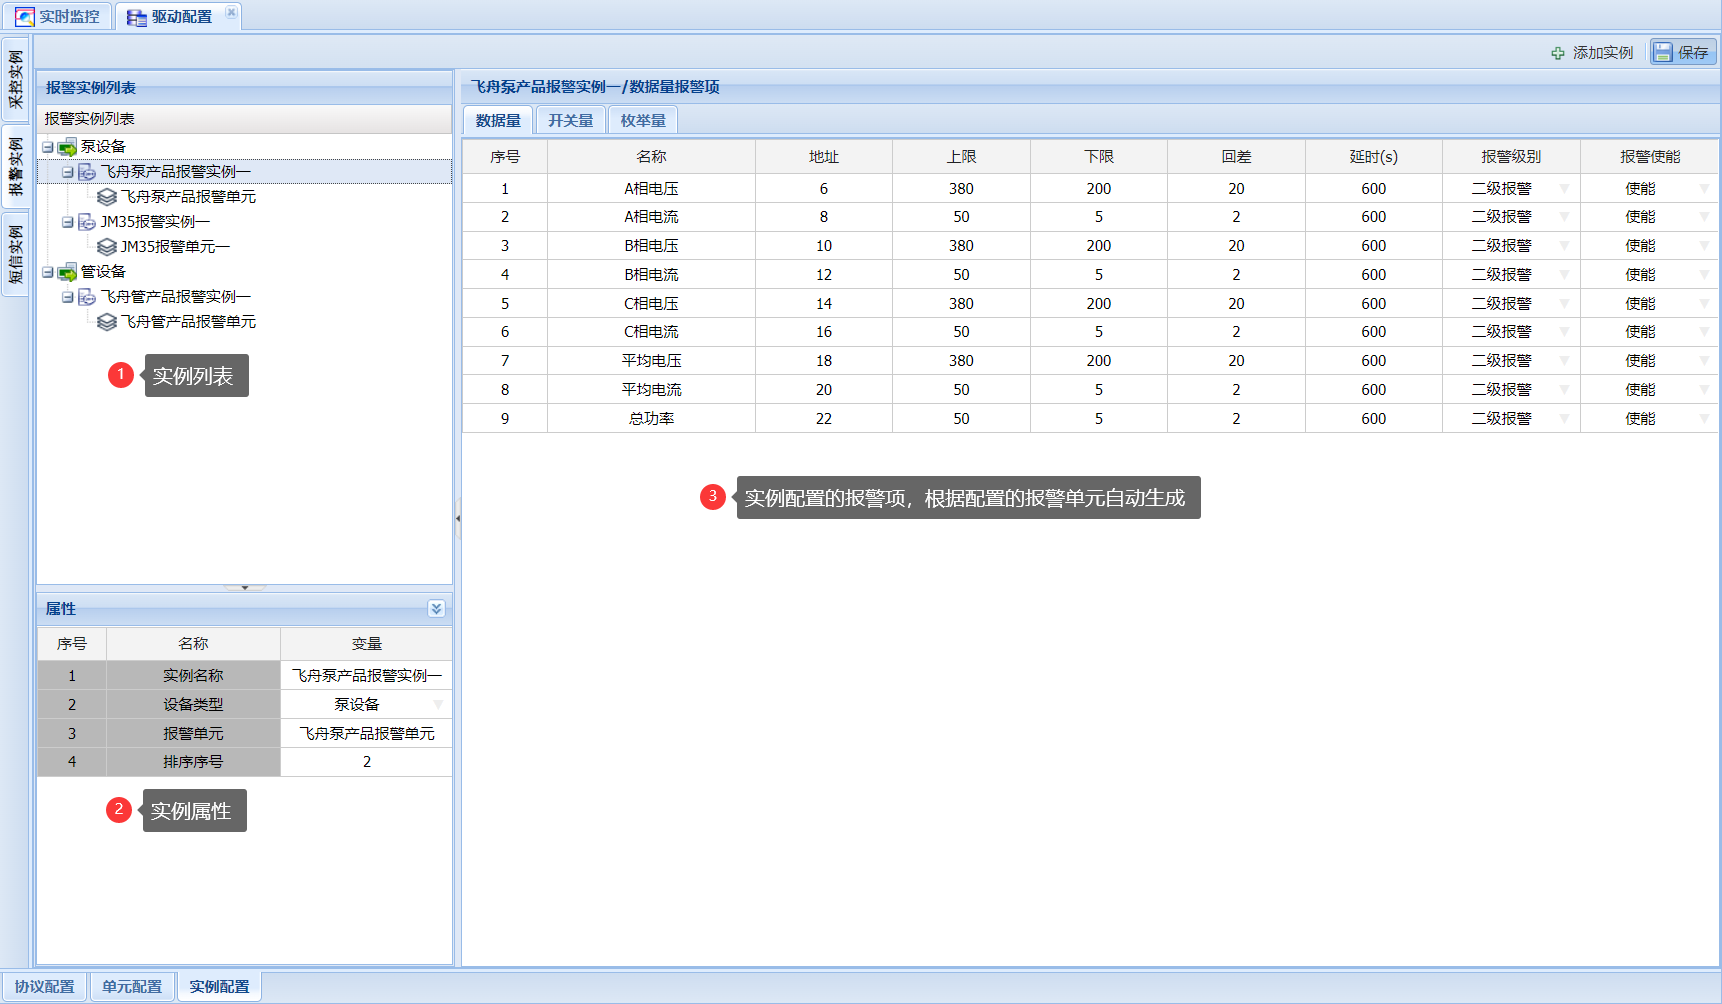 实时监控 驱动配置
添加实例 保存
采控实例
报警实例
短信实例
报警实例列表
报警实例列表
泵设备
飞舟泵产品报警实例一
飞舟泵产品报警单元
JM35报警实例一
JM35报警单元一
管设备
飞舟管产品报警实例一
飞舟管产品报警单元
1 实例列表
属性
序号 名称 变量
1 实例名称 飞舟泵产品报警实例一
2 设备类型 泵设备
3 报警单元 飞舟泵产品报警单元
4 排序序号 2
2 实例属性
飞舟泵产品报警实例一/数据量报警项
数据量 开关量 枚举量
序号 名称 地址 上限 下限 回差 延时(s) 报警级别 报警使能
1 A相电压 6 380 200 20 600 二级报警 使能
2 A相电流 8 50 5 2 600 二级报警 使能
3 B相电压 10 380 200 20 600 二级报警 使能
4 B相电流 12 50 5 2 600 二级报警 使能
5 C相电压 14 380 200 20 600 二级报警 使能
6 C相电流 16 50 5 2 600 二级报警 使能
7 平均电压 18 380 200 20 600 二级报警 使能
8 平均电流 20 50 5 2 600 二级报警 使能
9 总功率 22 50 5 2 600 二级报警 使能
3 实例配置的报警项，根据配置的报警单元自动生成
协议配置 单元配置 实例配置